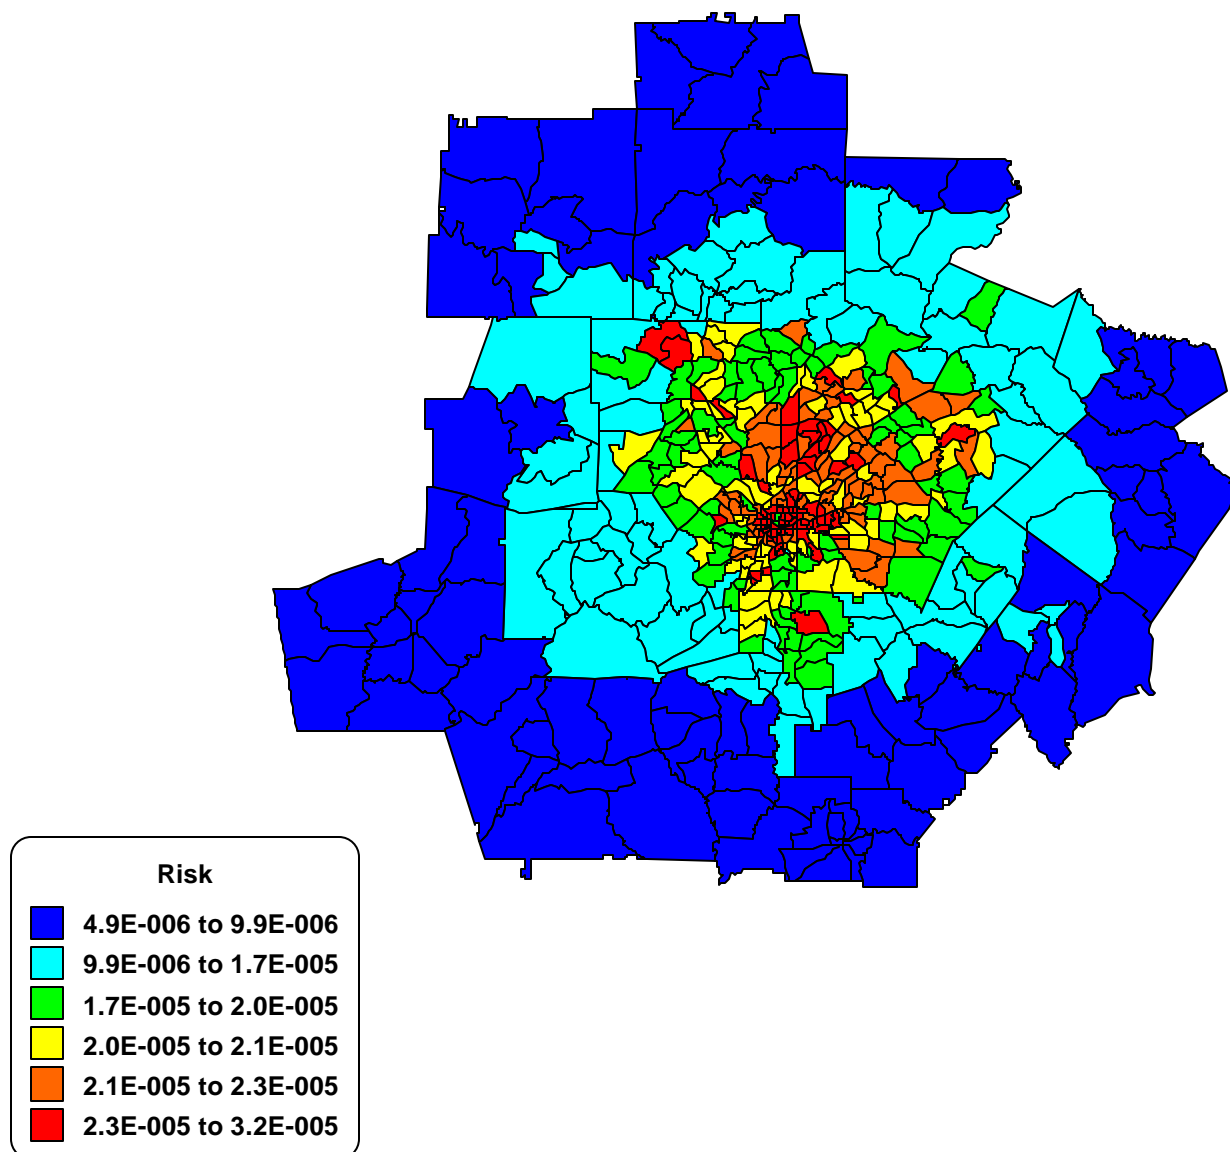 Risk
4.9E-006 to 9.9E-006
9.9E-006 to 1.7E-005
1.7E-005 to 2.0E-005
2.0E-005 to 2.1E-005
2.1E-005 to 2.3E-005
2.3E-005 to 3.2E-005